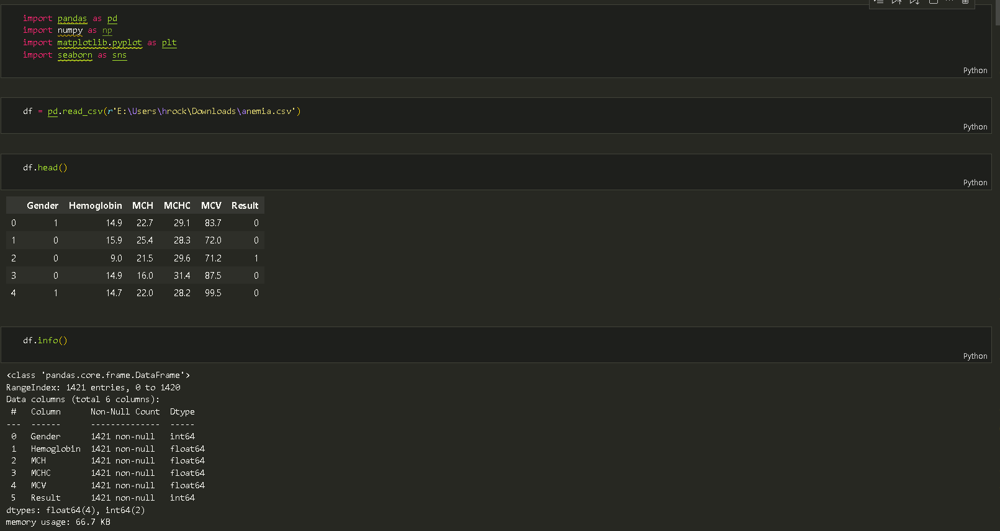 import pandas as pd
import numpy as np
import matplotlib.pyplot as plt
import seaborn as sns
Python
df = pd.read_csv(r'E:\Users\hrock\Downloads\anemia.csv')
Python
df.head()
Python
Gender Hemoglobin MCH MCHC MCV Result
0 1 14.9 22.7 29.1 83.7 0
1 0 15.9 25.4 28.3 72.0 0
2 0 9.0 21.5 29.6 71.2 1
3 0 14.9 16.0 31.4 87.5 0
4 1 14.7 22.0 28.2 99.5 0
df.info()
Python
<class 'pandas.core.frame.DataFrame'>
RangeIndex: 1421 entries, 0 to 1420
Data columns (total 6 columns):
# Column Non-Null Count Dtype
--- ------ -------------- -----
0 Gender 1421 non-null int64
1 Hemoglobin 1421 non-null float64
2 MCH 1421 non-null float64
3 MCHC 1421 non-null float64
4 MCV 1421 non-null float64
5 Result 1421 non-null int64
dtypes: float64(4), int64(2)
memory usage: 66.7 KB